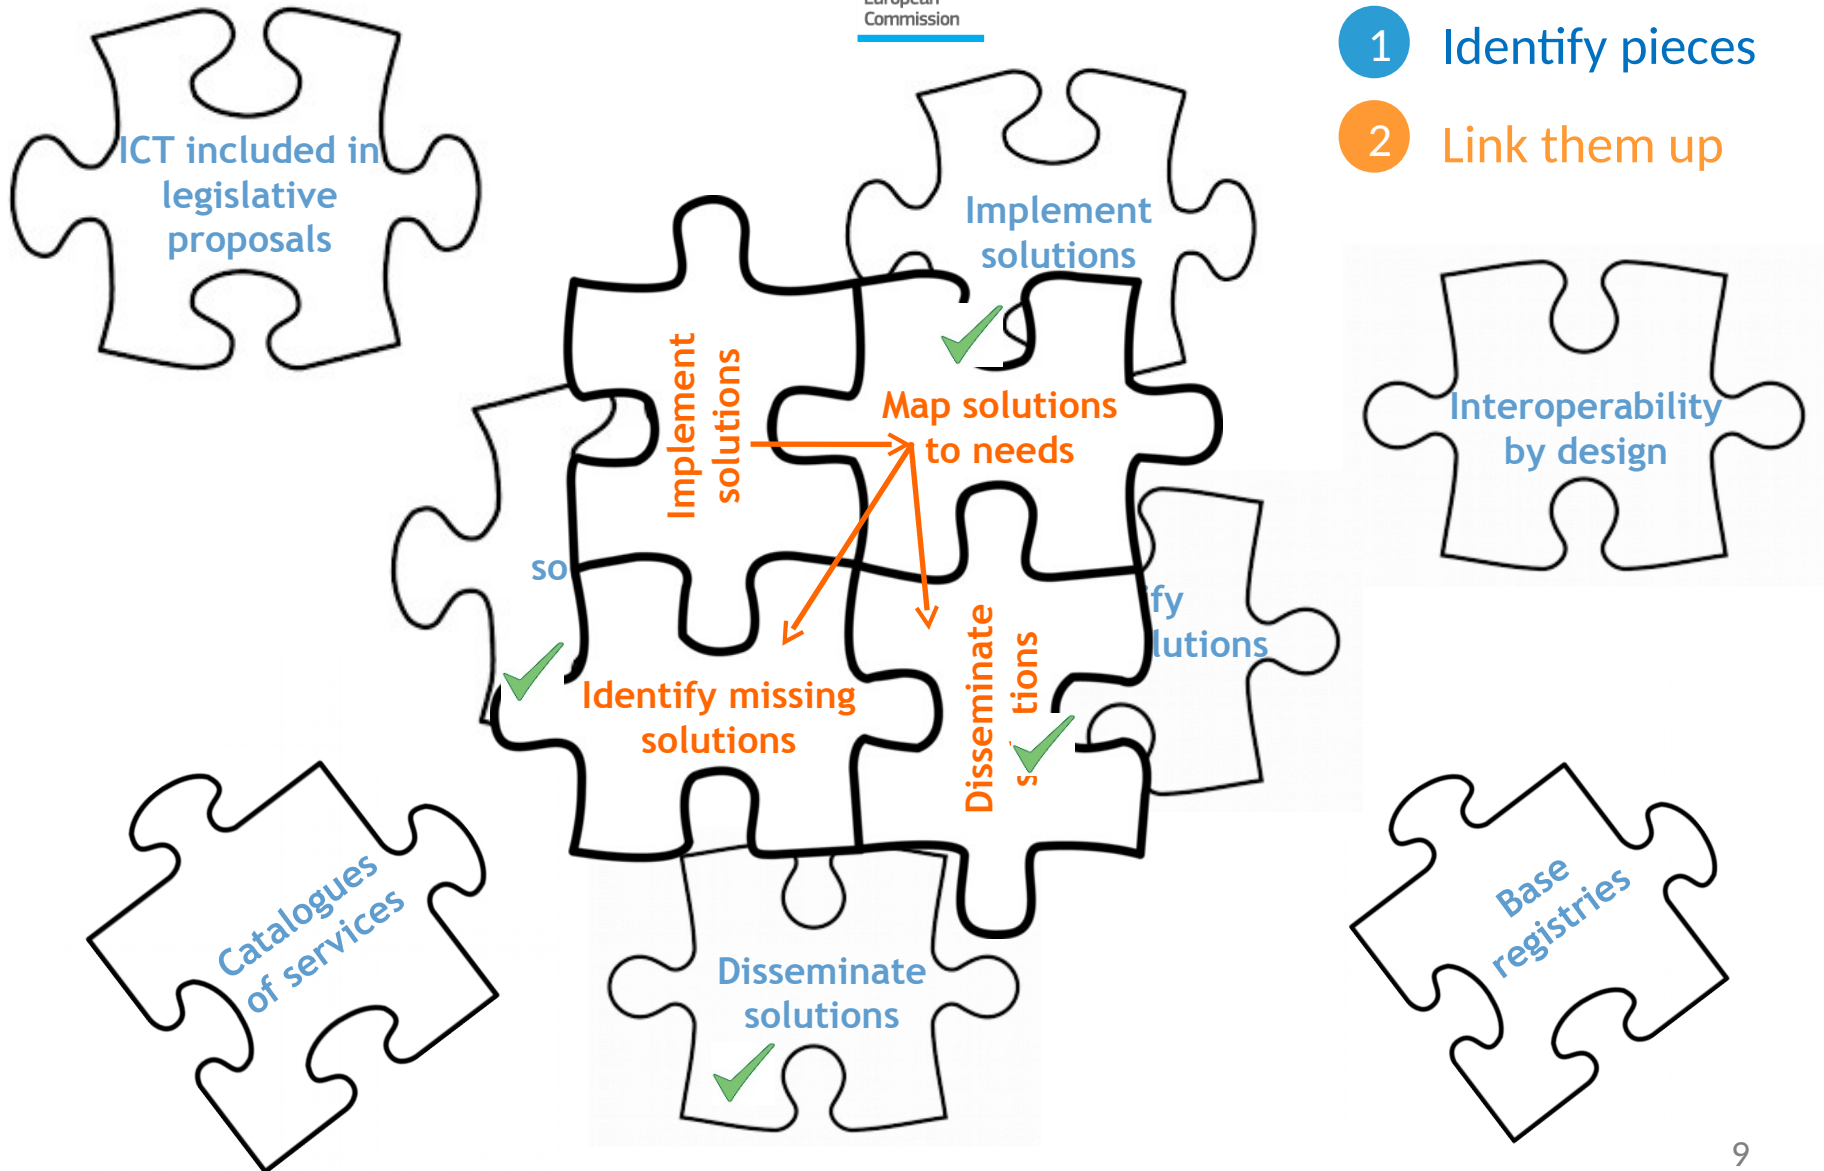 European
Commission
1 Identify pieces
2 Link them up
ICT included in
legislative
proposals
Implement
solutions
Interoperability
by design
Implement
solutions
Map solutions
to needs
so
fy
lutions
Identify missing
solutions
Disseminate
s tions
Catalogues
of services
Disseminate
solutions
Base
registries
9